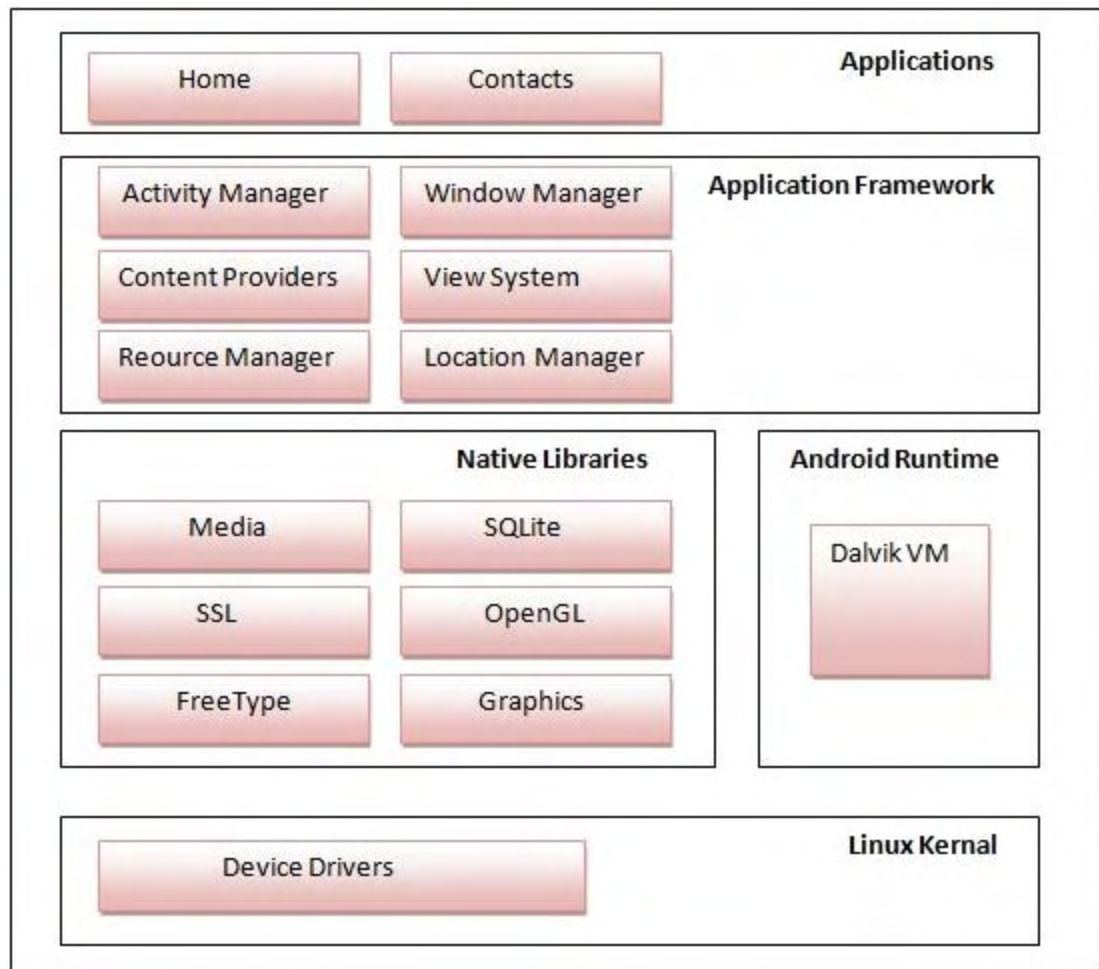 Applications
Home
Contacts
Application Framework
Activity Manager
Window Manager
Content Providers
View System
Reource Manager
Location Manager
Native Libraries
Media
SQLite
SSL
OpenGL
FreeType
Graphics
Android Runtime
Dalvik VM
Linux Kernal
Device Drivers